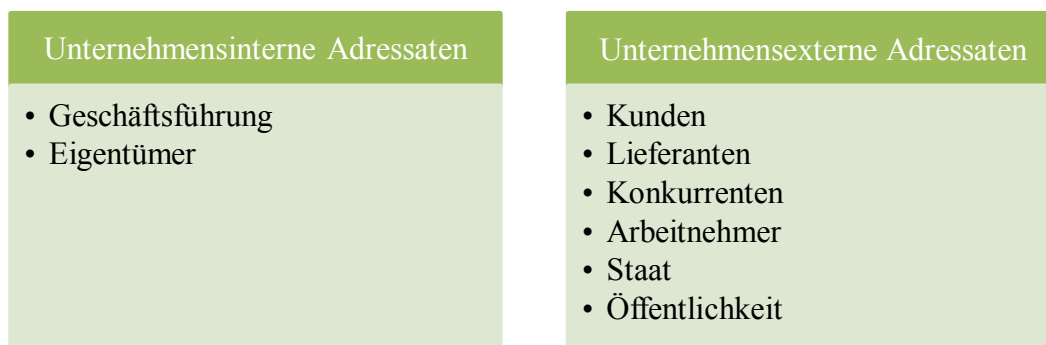 Unternehmensinterne Adressaten
• Geschäftsführung
• Eigentümer
Unternehmensexterne Adressaten
• Kunden
• Lieferanten
• Konkurrenten
• Arbeitnehmer
• Staat
• Öffentlichkeit